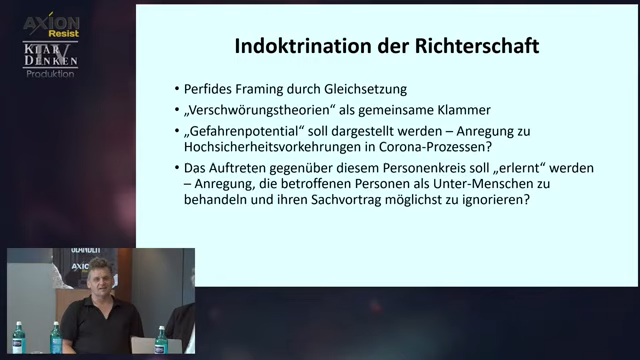 AXION
Resist
KLAR
DENKEN
TV
Produktion
Indoktrination der Richterschaft
• Perfides Framing durch Gleichsetzung
• „Verschwörungstheorien“ als gemeinsame Klammer
• „Gefahrenpotential“ soll dargestellt werden – Anregung zu
Hochsicherheitsvorkehrungen in Corona-Prozessen?
• Das Auftreten gegenüber diesem Personenkreis soll „erlernt“ werden
– Anregung, die betroffenen Personen als Unter-Menschen zu
behandeln und ihren Sachvortrag möglichst zu ignorieren?
AXION